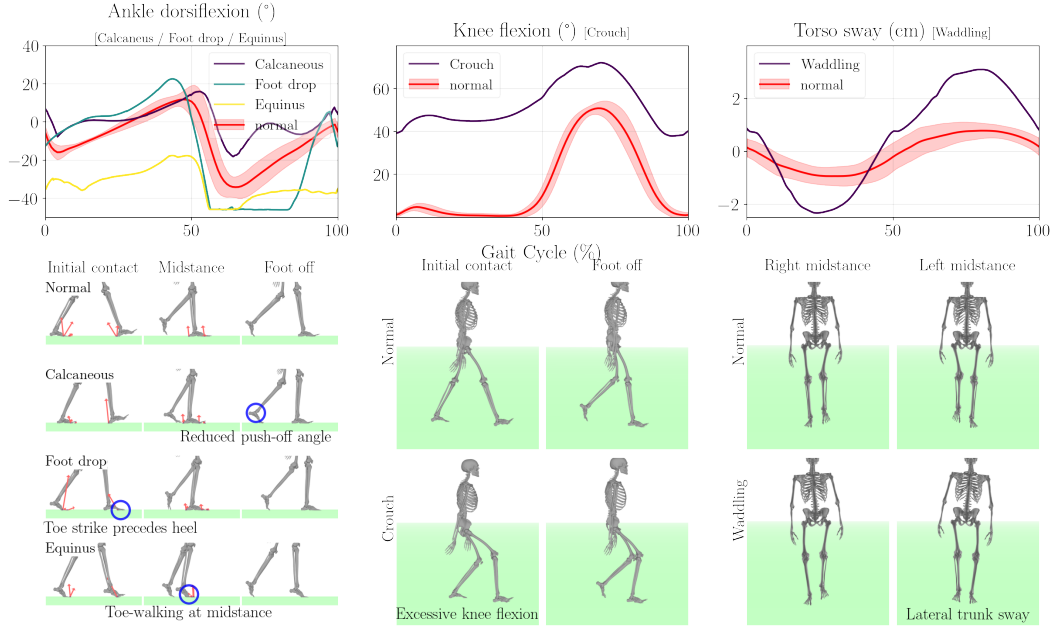 Ankle dorsiflexion (°)
[Calcaneus / Foot drop / Equinus]
40
20
0
−20
−40
0
50
100
Calcaneous
Foot drop
Equinus
normal
Knee flexion (°) [Crouch]
60
40
20
0
50
100
Crouch
normal
Torso sway (cm) [Waddling]
2
0
−2
0
50
100
Waddling
normal
Gait Cycle (%)
Initial contact
Midstance
Foot off
Normal
Calcaneous
Reduced push-off angle
Foot drop
Toe strike precedes heel
Equinus
Toe-walking at midstance
Initial contact
Foot off
Normal
Crouch
Excessive knee flexion
Right midstance
Left midstance
Normal
Waddling
Lateral trunk sway